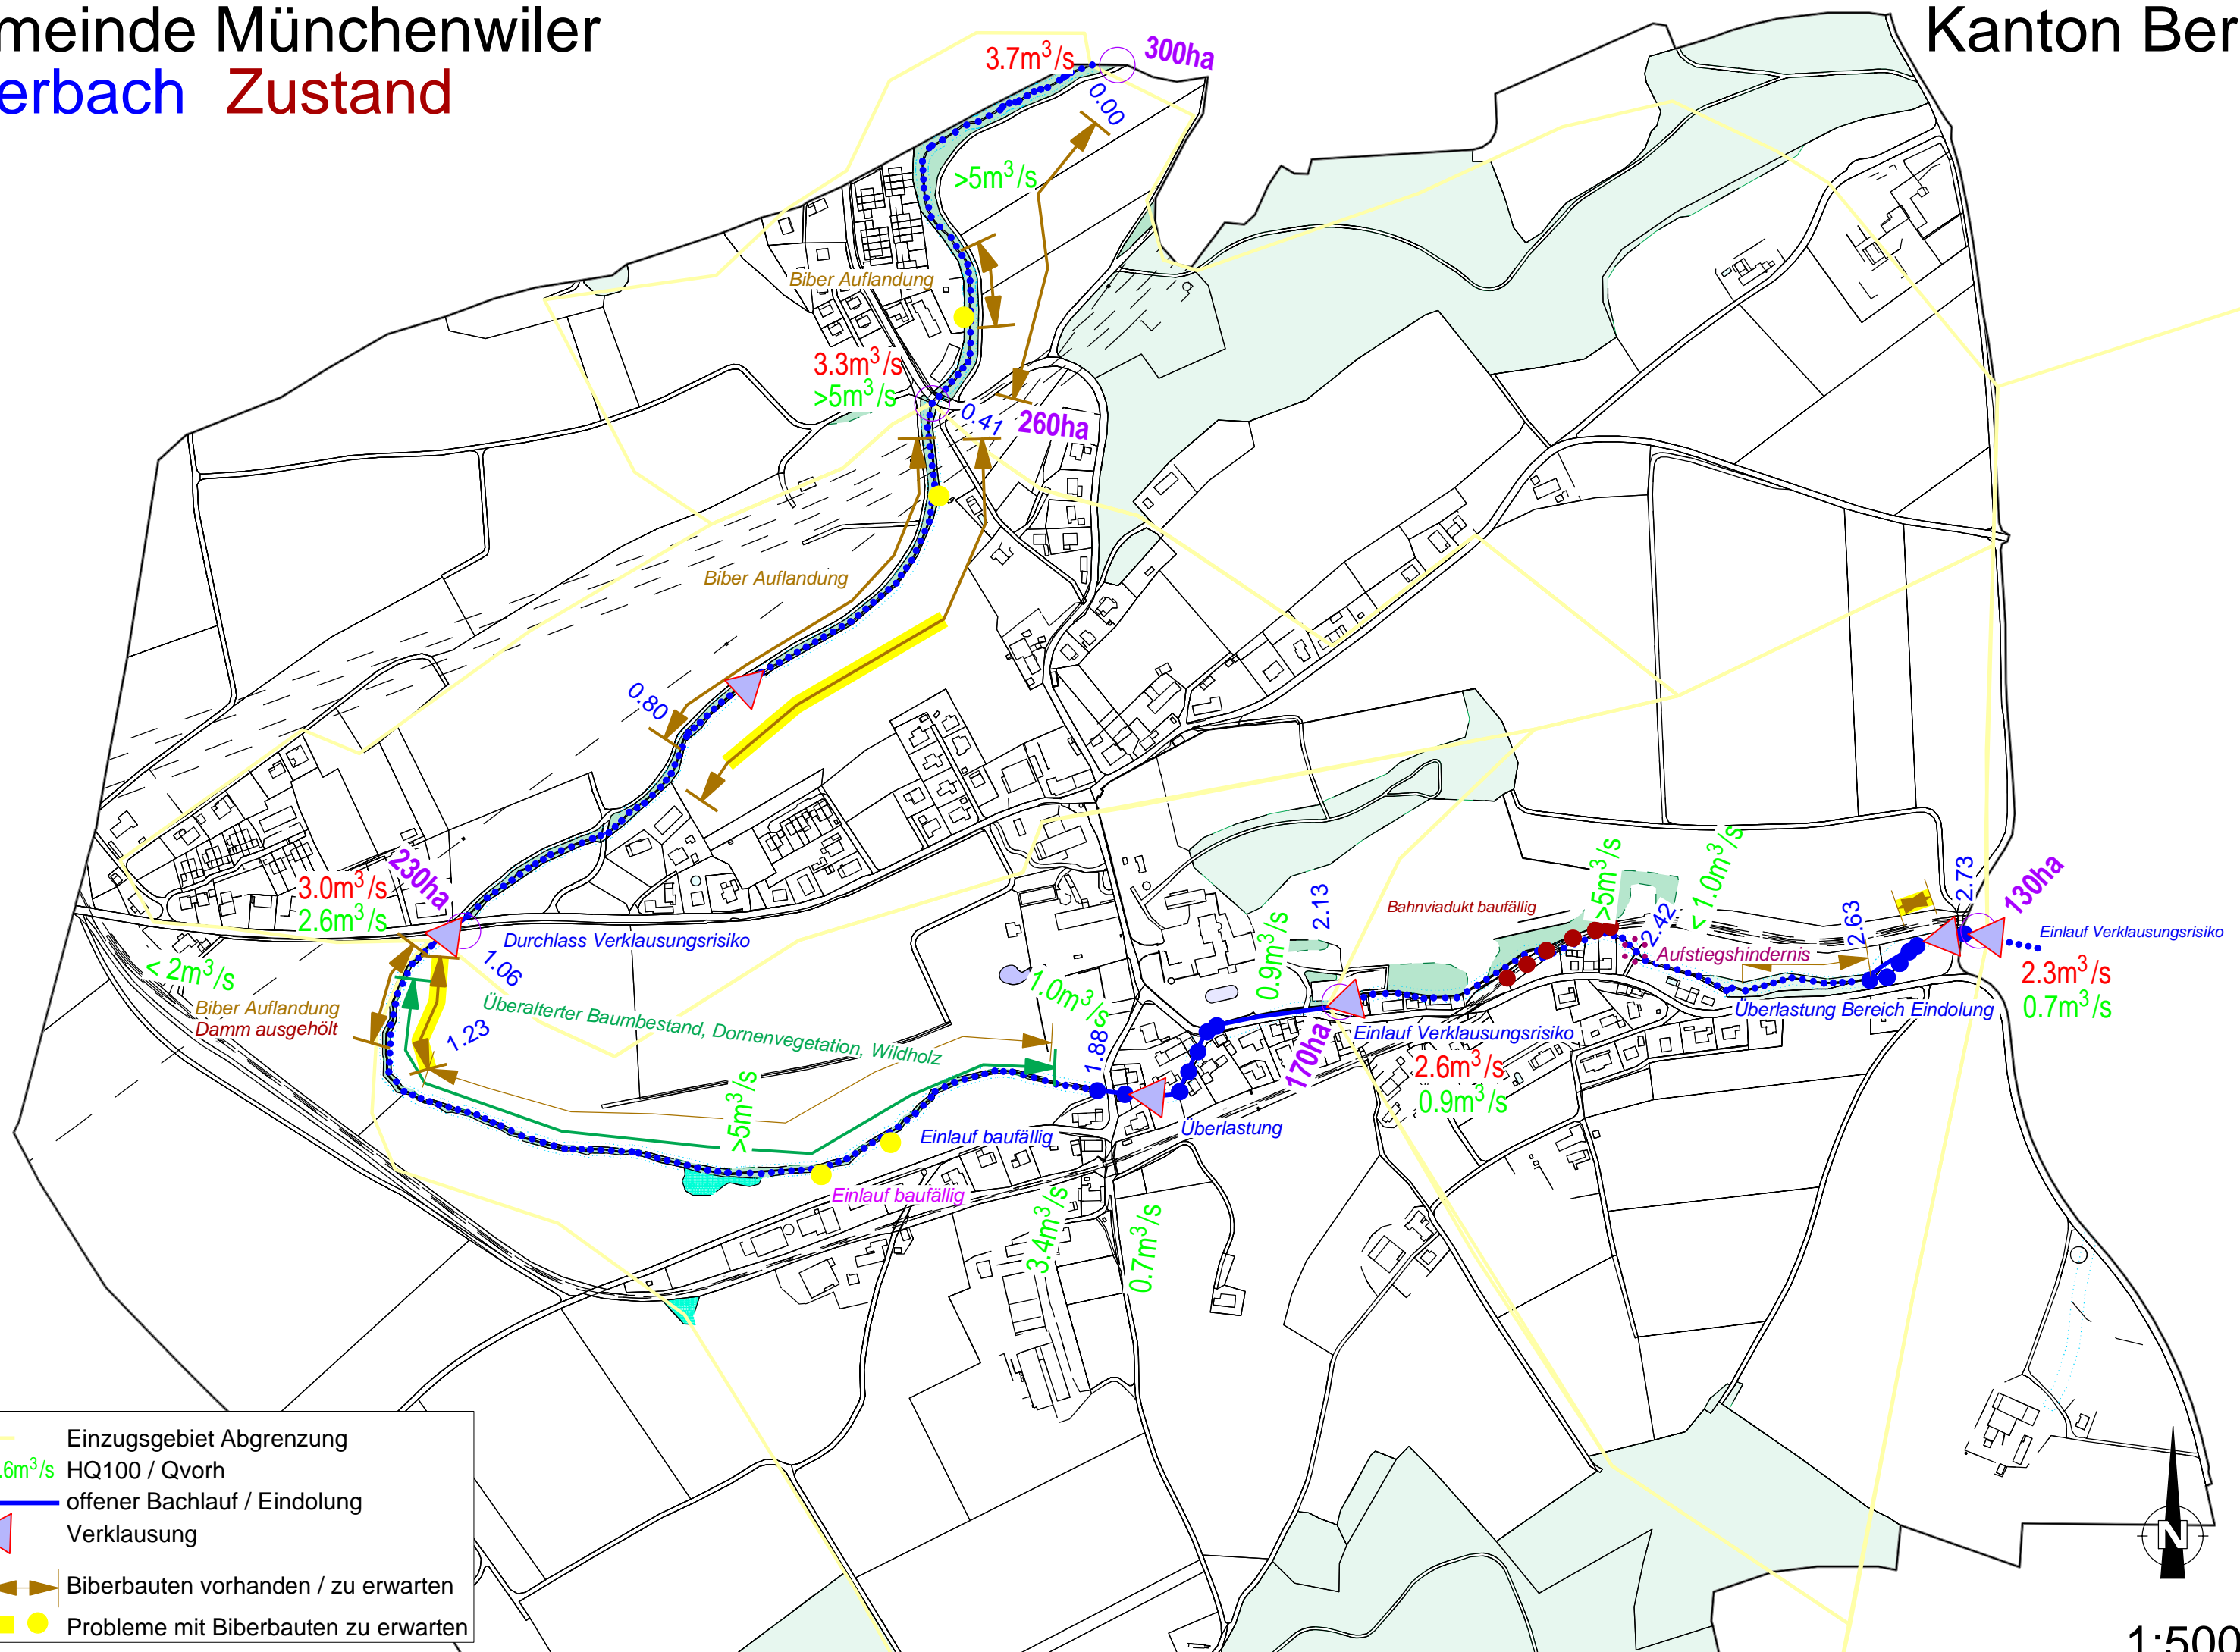 meinde Münchenwiler
Kanton Ber
erbach Zustand
3.7m³/s
300ha
0.00
>5m³/s
Biber Auflandung
3.3m³/s
>5m³/s
0.41
260ha
Biber Auflandung
0.80
230ha
3.0m³/s
2.6m³/s
Durchlass Verklausungsrisiko
1.06
< 2m³/s
Biber Auflandung
Damm ausgehölt
1.23
Überalterter Baumbestand, Dornenvegetation, Wildholz
1.0m³/s
1.88
>5m³/s
Einlauf baufällig
Einlauf baufällig
3.4m³/s
0.7m³/s
Überlastung
0.9m³/s
2.13
170ha
Einlauf Verklausungsrisiko
2.6m³/s
0.9m³/s
Bahnviadukt baufällig
>5m³/s
2.42
< 1.0m³/s
Aufstiegshindernis
2.63
2.73
130ha
Einlauf Verklausungsrisiko
2.3m³/s
0.7m³/s
Überlastung Bereich Eindolung
Einzugsgebiet Abgrenzung
.6m³/s HQ100 / Qvorh
offener Bachlauf / Eindolung
Verklausung
Biberbauten vorhanden / zu erwarten
Probleme mit Biberbauten zu erwarten
N
1:500